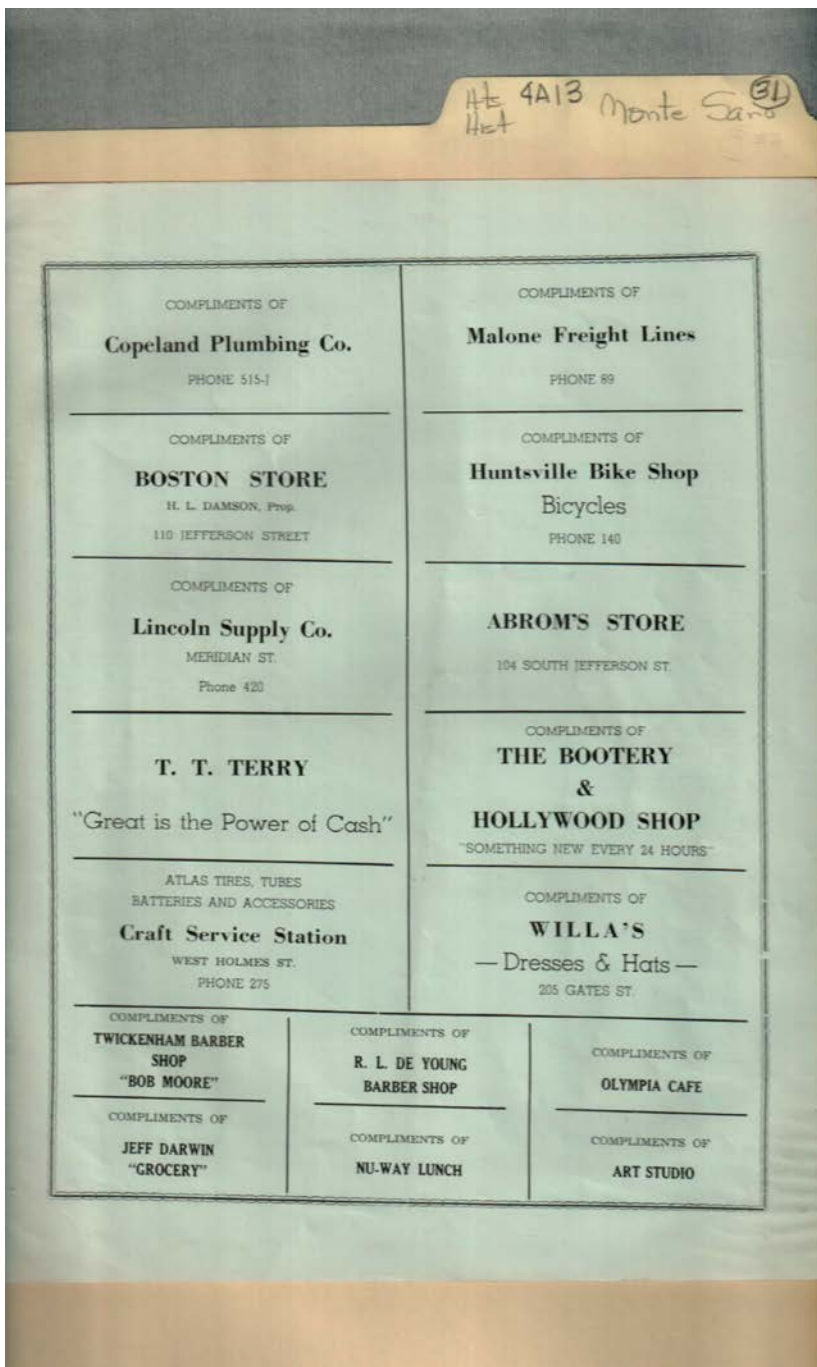 Hts 4A13 Monte Sano 31
Hist
COMPLIMENTS OF
Copeland Plumbing Co.
PHONE 515-J
COMPLIMENTS OF
Malone Freight Lines
PHONE 89
COMPLIMENTS OF
BOSTON STORE
H. L. DAMSON, Prop.
110 JEFFERSON STREET
COMPLIMENTS OF
Huntsville Bike Shop
Bicycles
PHONE 140
COMPLIMENTS OF
Lincoln Supply Co.
MERIDIAN ST.
Phone 420
ABROM'S STORE
104 SOUTH JEFFERSON ST.
T. T. TERRY
"Great is the Power of Cash"
COMPLIMENTS OF
THE BOOTERY
&
HOLLYWOOD SHOP
"SOMETHING NEW EVERY 24 HOURS"
ATLAS TIRES, TUBES
BATTERIES AND ACCESSORIES
Craft Service Station
WEST HOLMES ST.
PHONE 275
COMPLIMENTS OF
WILLA'S
— Dresses & Hats —
205 GATES ST.
COMPLIMENTS OF
TWICKENHAM BARBER
SHOP
"BOB MOORE"
COMPLIMENTS OF
R. L. DE YOUNG
BARBER SHOP
COMPLIMENTS OF
OLYMPIA CAFE
COMPLIMENTS OF
JEFF DARWIN
"GROCERY"
COMPLIMENTS OF
NU-WAY LUNCH
COMPLIMENTS OF
ART STUDIO